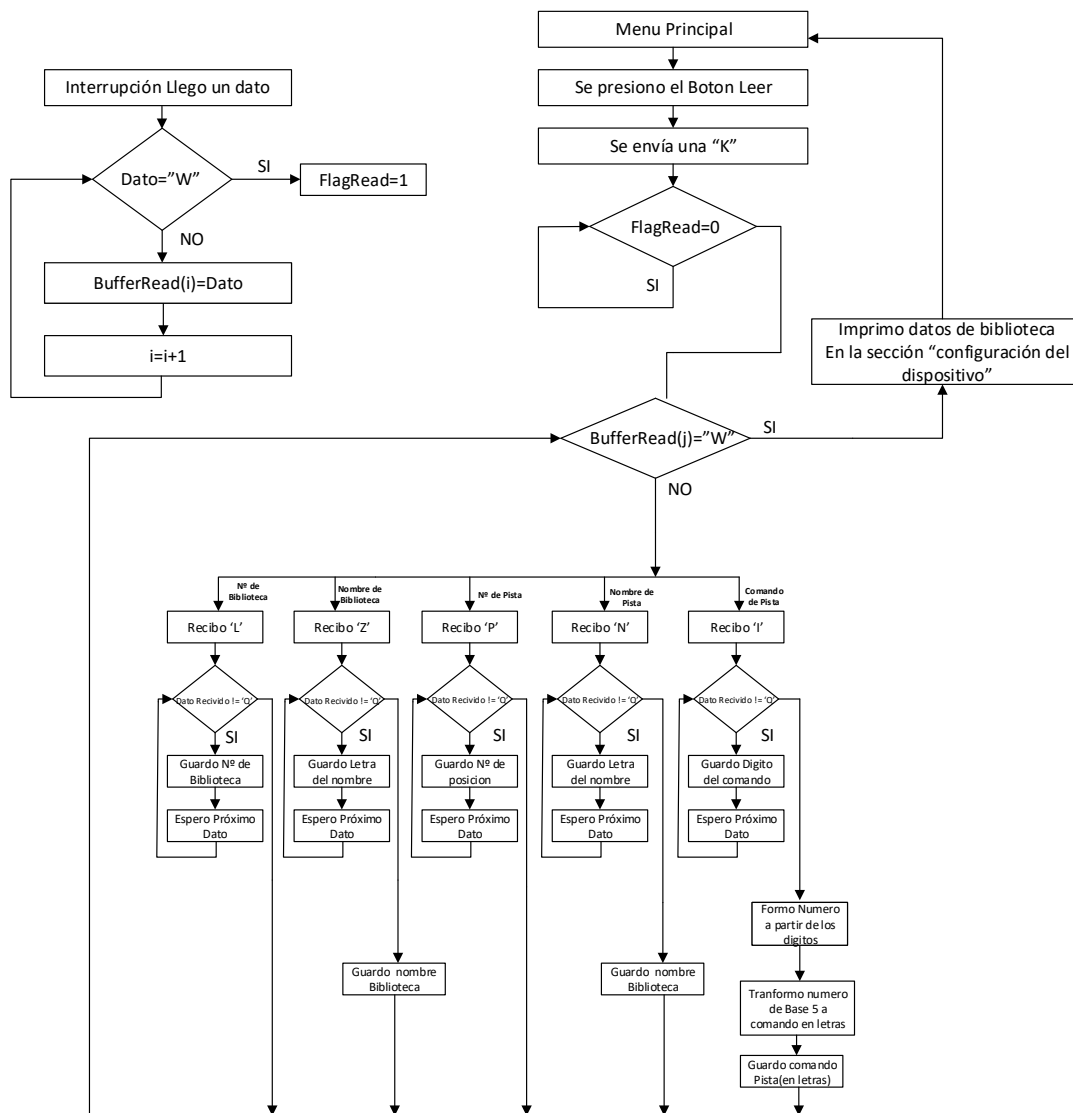 Menu Principal
Interrupción Llego un dato
Se presiono el Boton Leer
Se envía una “K”
Dato=”W”
SI
FlagRead=1
FlagRead=0
NO
SI
BufferRead(i)=Dato
i=i+1
Imprimo datos de biblioteca
En la sección “configuración del
dispositivo”
BufferRead(j)=”W”
SI
NO
Nº de
Biblioteca
Nombre de
Biblioteca
Nº de Pista
Nombre de
Pista
Comando
de Pista
Recibo ‘L’
Recibo ‘Z’
Recibo ‘P’
Recibo ‘N’
Recibo ‘I’
Dato Recivido != ‘Q’
Dato Recivido != ‘Q’
Dato Recivido != ‘Q’
Dato Recivido != ‘Q’
Dato Recivido != ‘Q’
SI
SI
SI
SI
SI
Guardo Nº de
Biblioteca
Guardo Letra
del nombre
Guardo Nº de
posicion
Guardo Letra
del nombre
Guardo Digito
del comando
Espero Próximo
Dato
Espero Próximo
Dato
Espero Próximo
Dato
Espero Próximo
Dato
Espero Próximo
Dato
Formo Numero
a partir de los
digitos
Guardo nombre
Biblioteca
Guardo nombre
Biblioteca
Tranformo numero
de Base 5 a
comando en letras
Guardo comando
Pista(en letras)